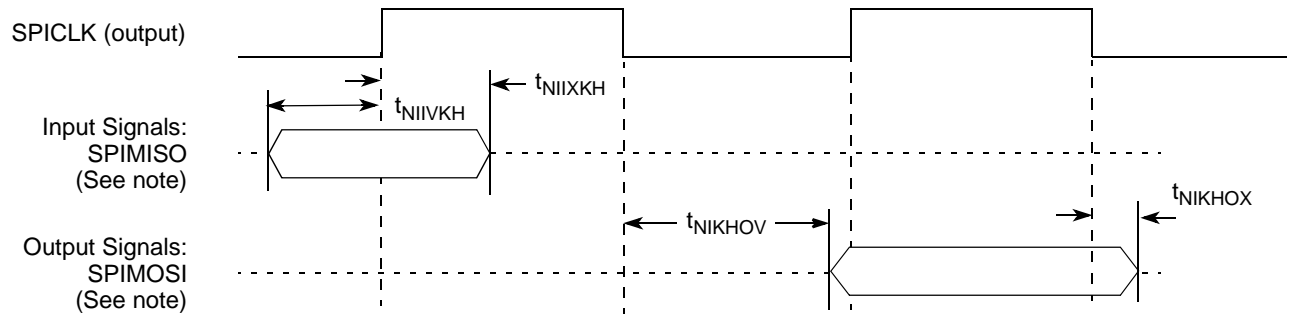 SPICLK (output)
tNIIXKH
tNIIVKH
Input Signals:
SPIMISO
(See note)
tNIKHOX
tNIKHOV
Output Signals:
SPIMOSI
(See note)